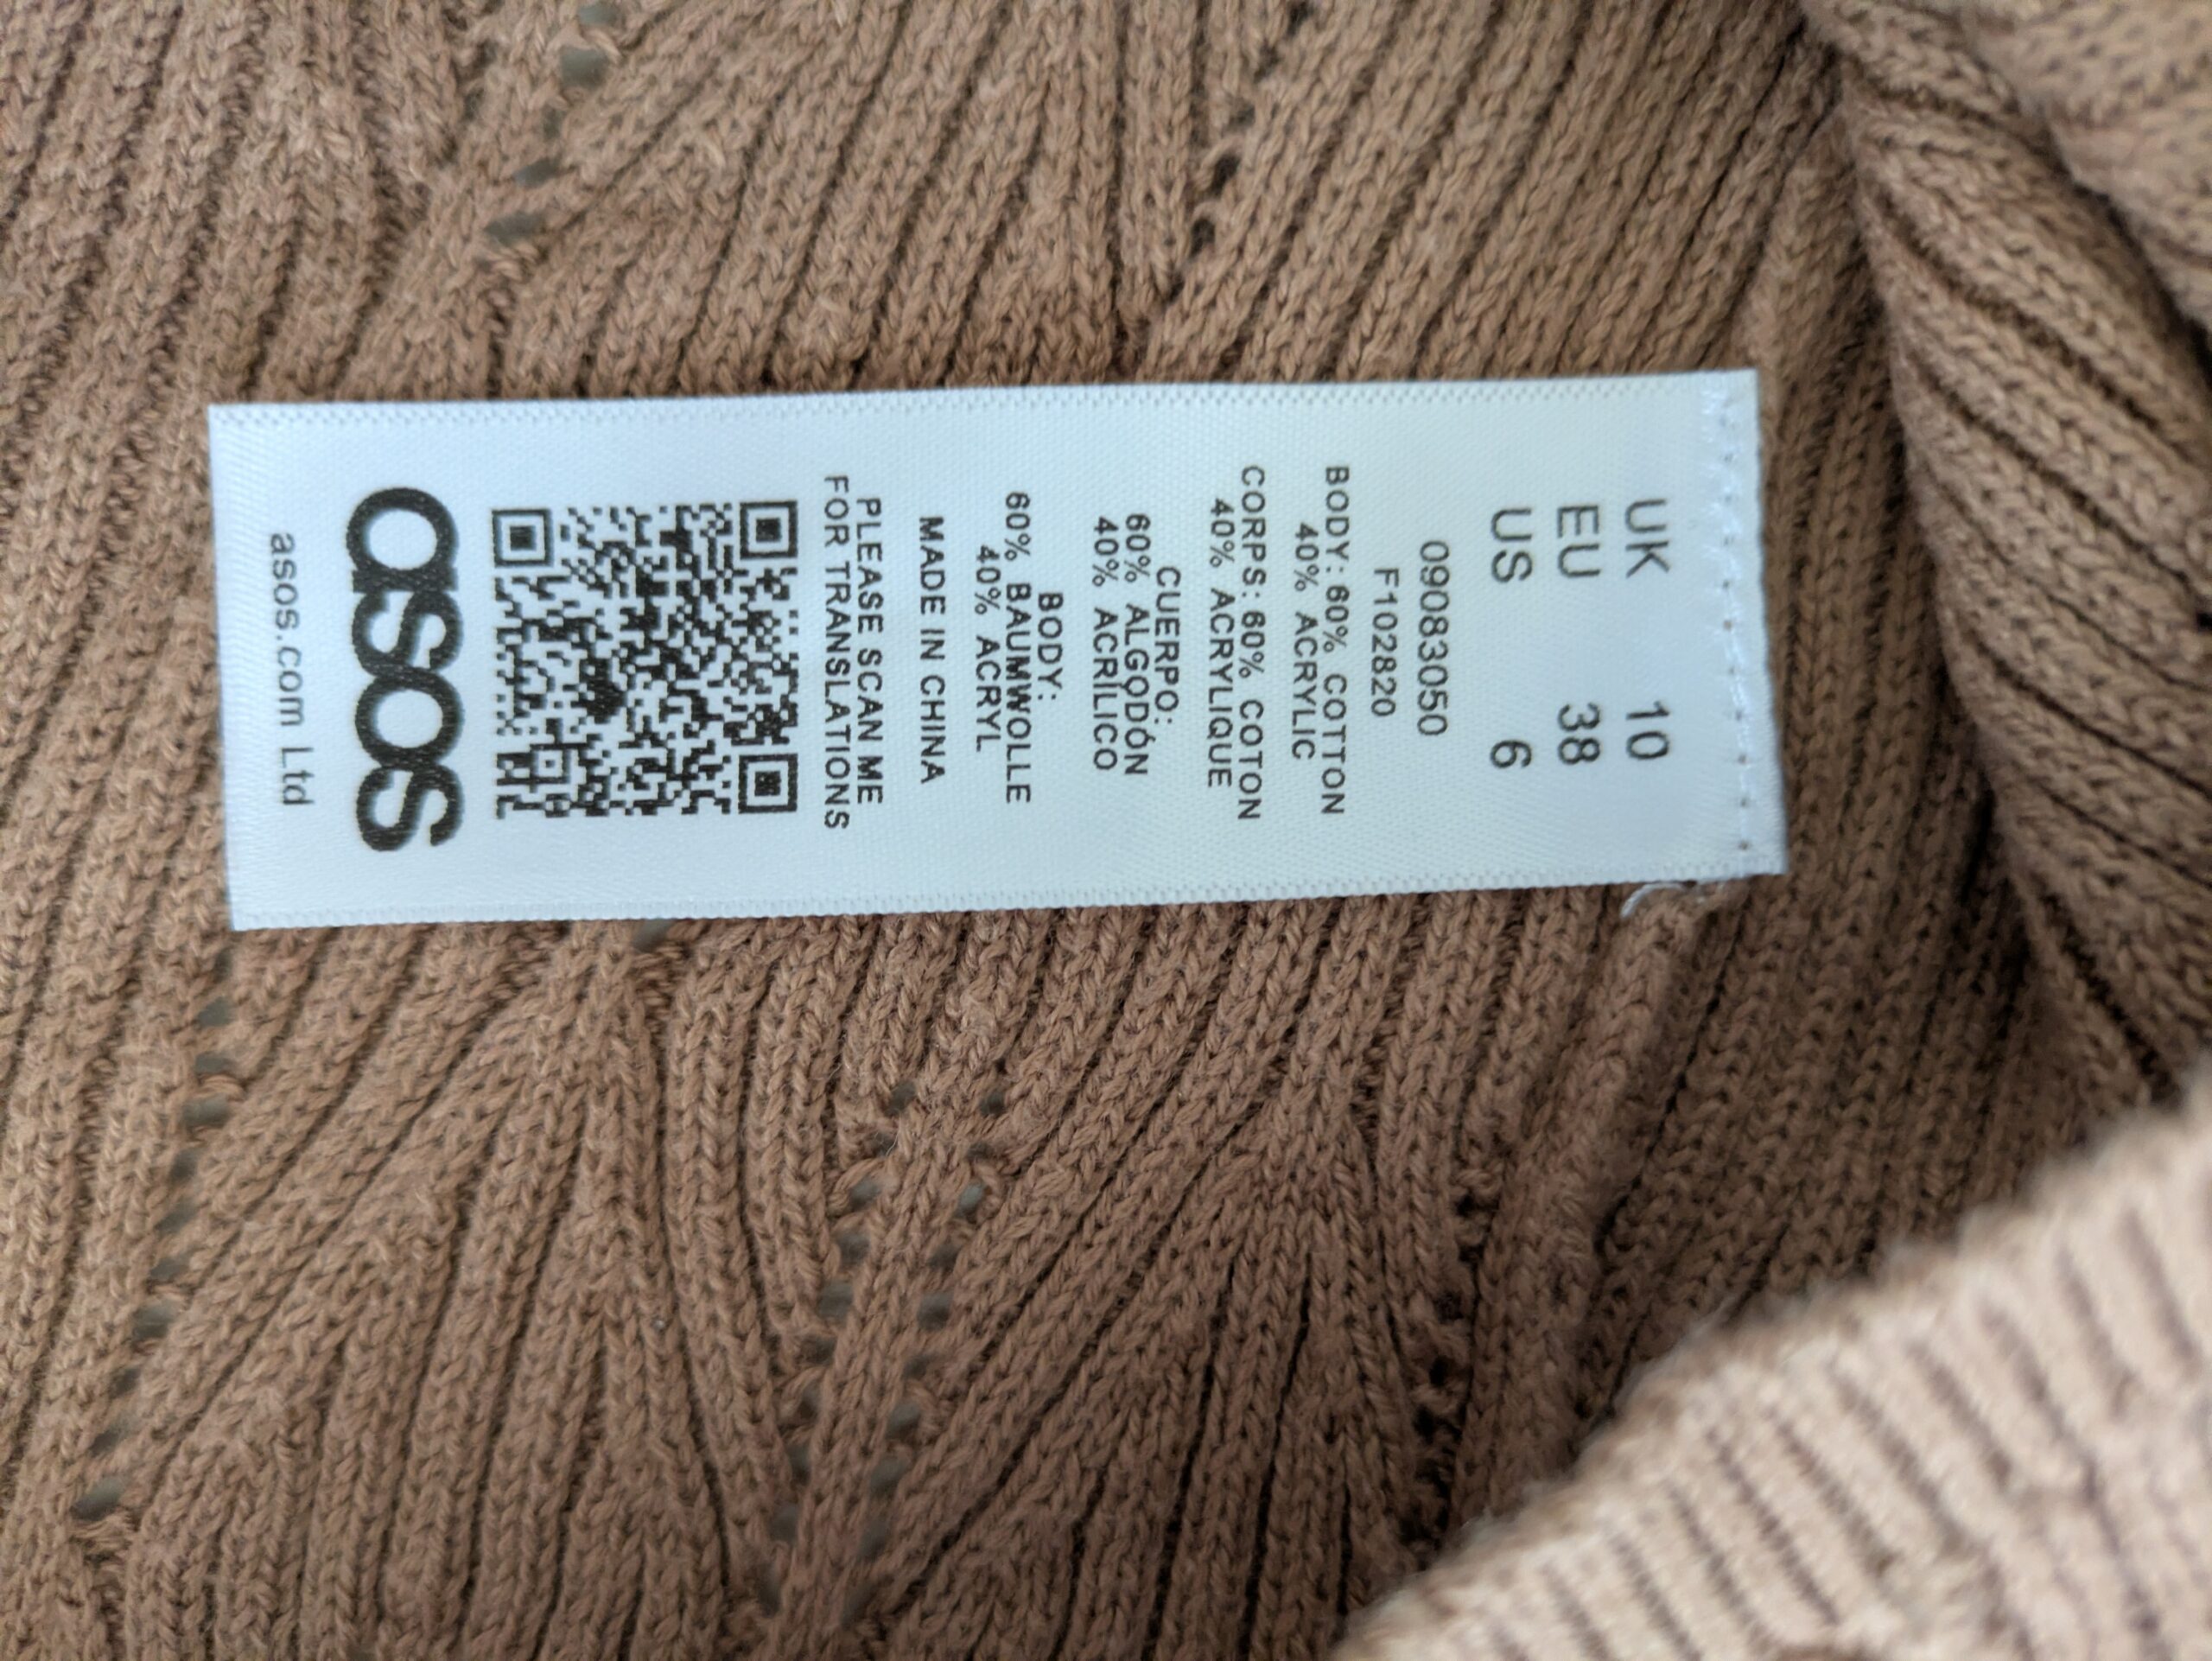 UK 10
EU 38
US 6
090883050
F1028820
BODY: 60% COTTON
40% ACRYLIC
CORPS: 60% COTON
40% ACRYLIQUE
CUERPO:
60% ALGODÓN
40% ACRÍLICO
BODY:
60% BAUMWOLLE
40% ACRYL
MADE IN CHINA
PLEASE SCAN ME
FOR TRANSLATIONS
asos
asos.com Ltd